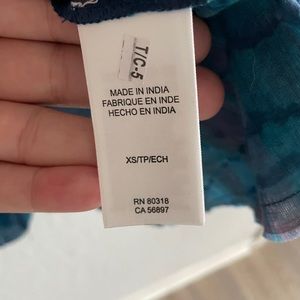 T/C-5
MADE IN INDIA
FABRIQUE EN INDE
HECHO EN INDIA
XS/TP/ECH
RN 80318
CA 56897